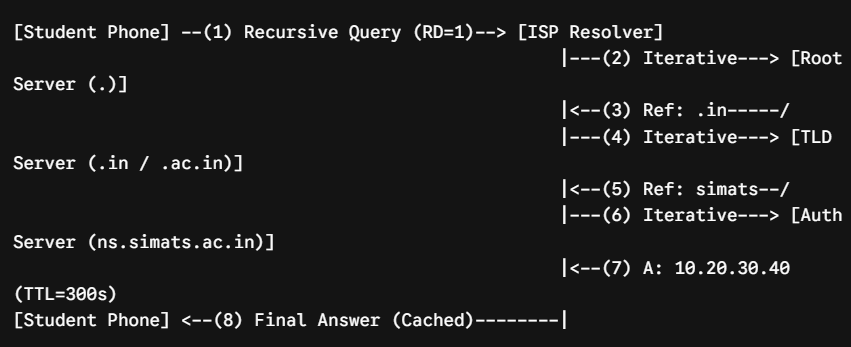 [Student Phone] --(1) Recursive Query (RD=1)--> [ISP Resolver]
|---(2) Iterative---> [Root
Server (.)]
|<--(3) Ref: .in-----/
|---(4) Iterative---> [TLD
Server (.in / .ac.in)]
|<--(5) Ref: simats--/
|---(6) Iterative---> [Auth
Server (ns.simats.ac.in)]
|<--(7) A: 10.20.30.40
(TTL=300s)
[Student Phone] <--(8) Final Answer (Cached)--------|